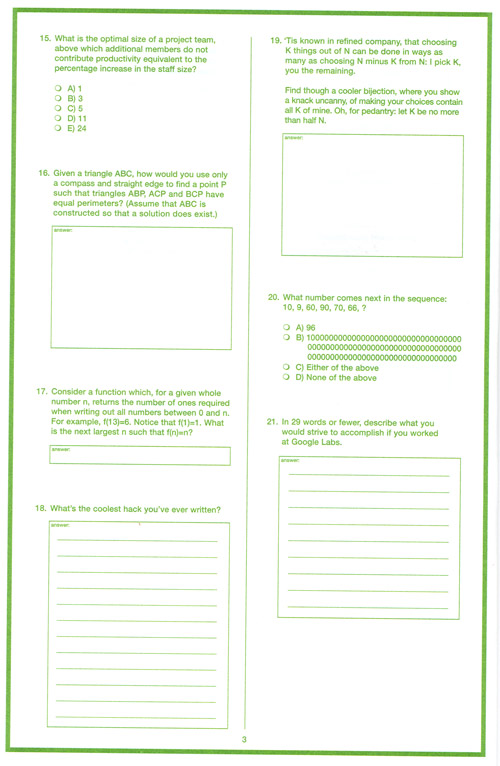 15. What is the optimal size of a project team,
above which additional members do not
contribute productivity equivalent to the
percentage increase in the staff size?
A) 1
B) 3
C) 5
D) 11
E) 24
16. Given a triangle ABC, how would you use only
a compass and straight edge to find a point P
such that triangles ABP, ACP and BCP have
equal perimeters? (Assume that ABC is
constructed so that a solution does exist.)
answer:
17. Consider a function which, for a given whole
number n, returns the number of ones required
when writing out all numbers between 0 and n.
For example, f(13)=6. Notice that f(1)=1. What
is the next largest n such that f(n)=n?
answer:
18. What's the coolest hack you've ever written?
answer:
19. 'Tis known in refined company, that choosing
K things out of N can be done in ways as
many as choosing N minus K from N: I pick K,
you the remaining.
Find though a cooler bijection, where you show
a knack uncanny, of making your choices contain
all K of mine. Oh, for pedantry: let K be no more
than half N.
answer:
20. What number comes next in the sequence:
10, 9, 60, 90, 70, 66, ?
A) 96
B) 1000000000000000000000000000000000
0000000000000000000000000000000000
000000000000000000000000000000000
C) Either of the above
D) None of the above
21. In 29 words or fewer, describe what you
would strive to accomplish if you worked
at Google Labs.
answer:
3